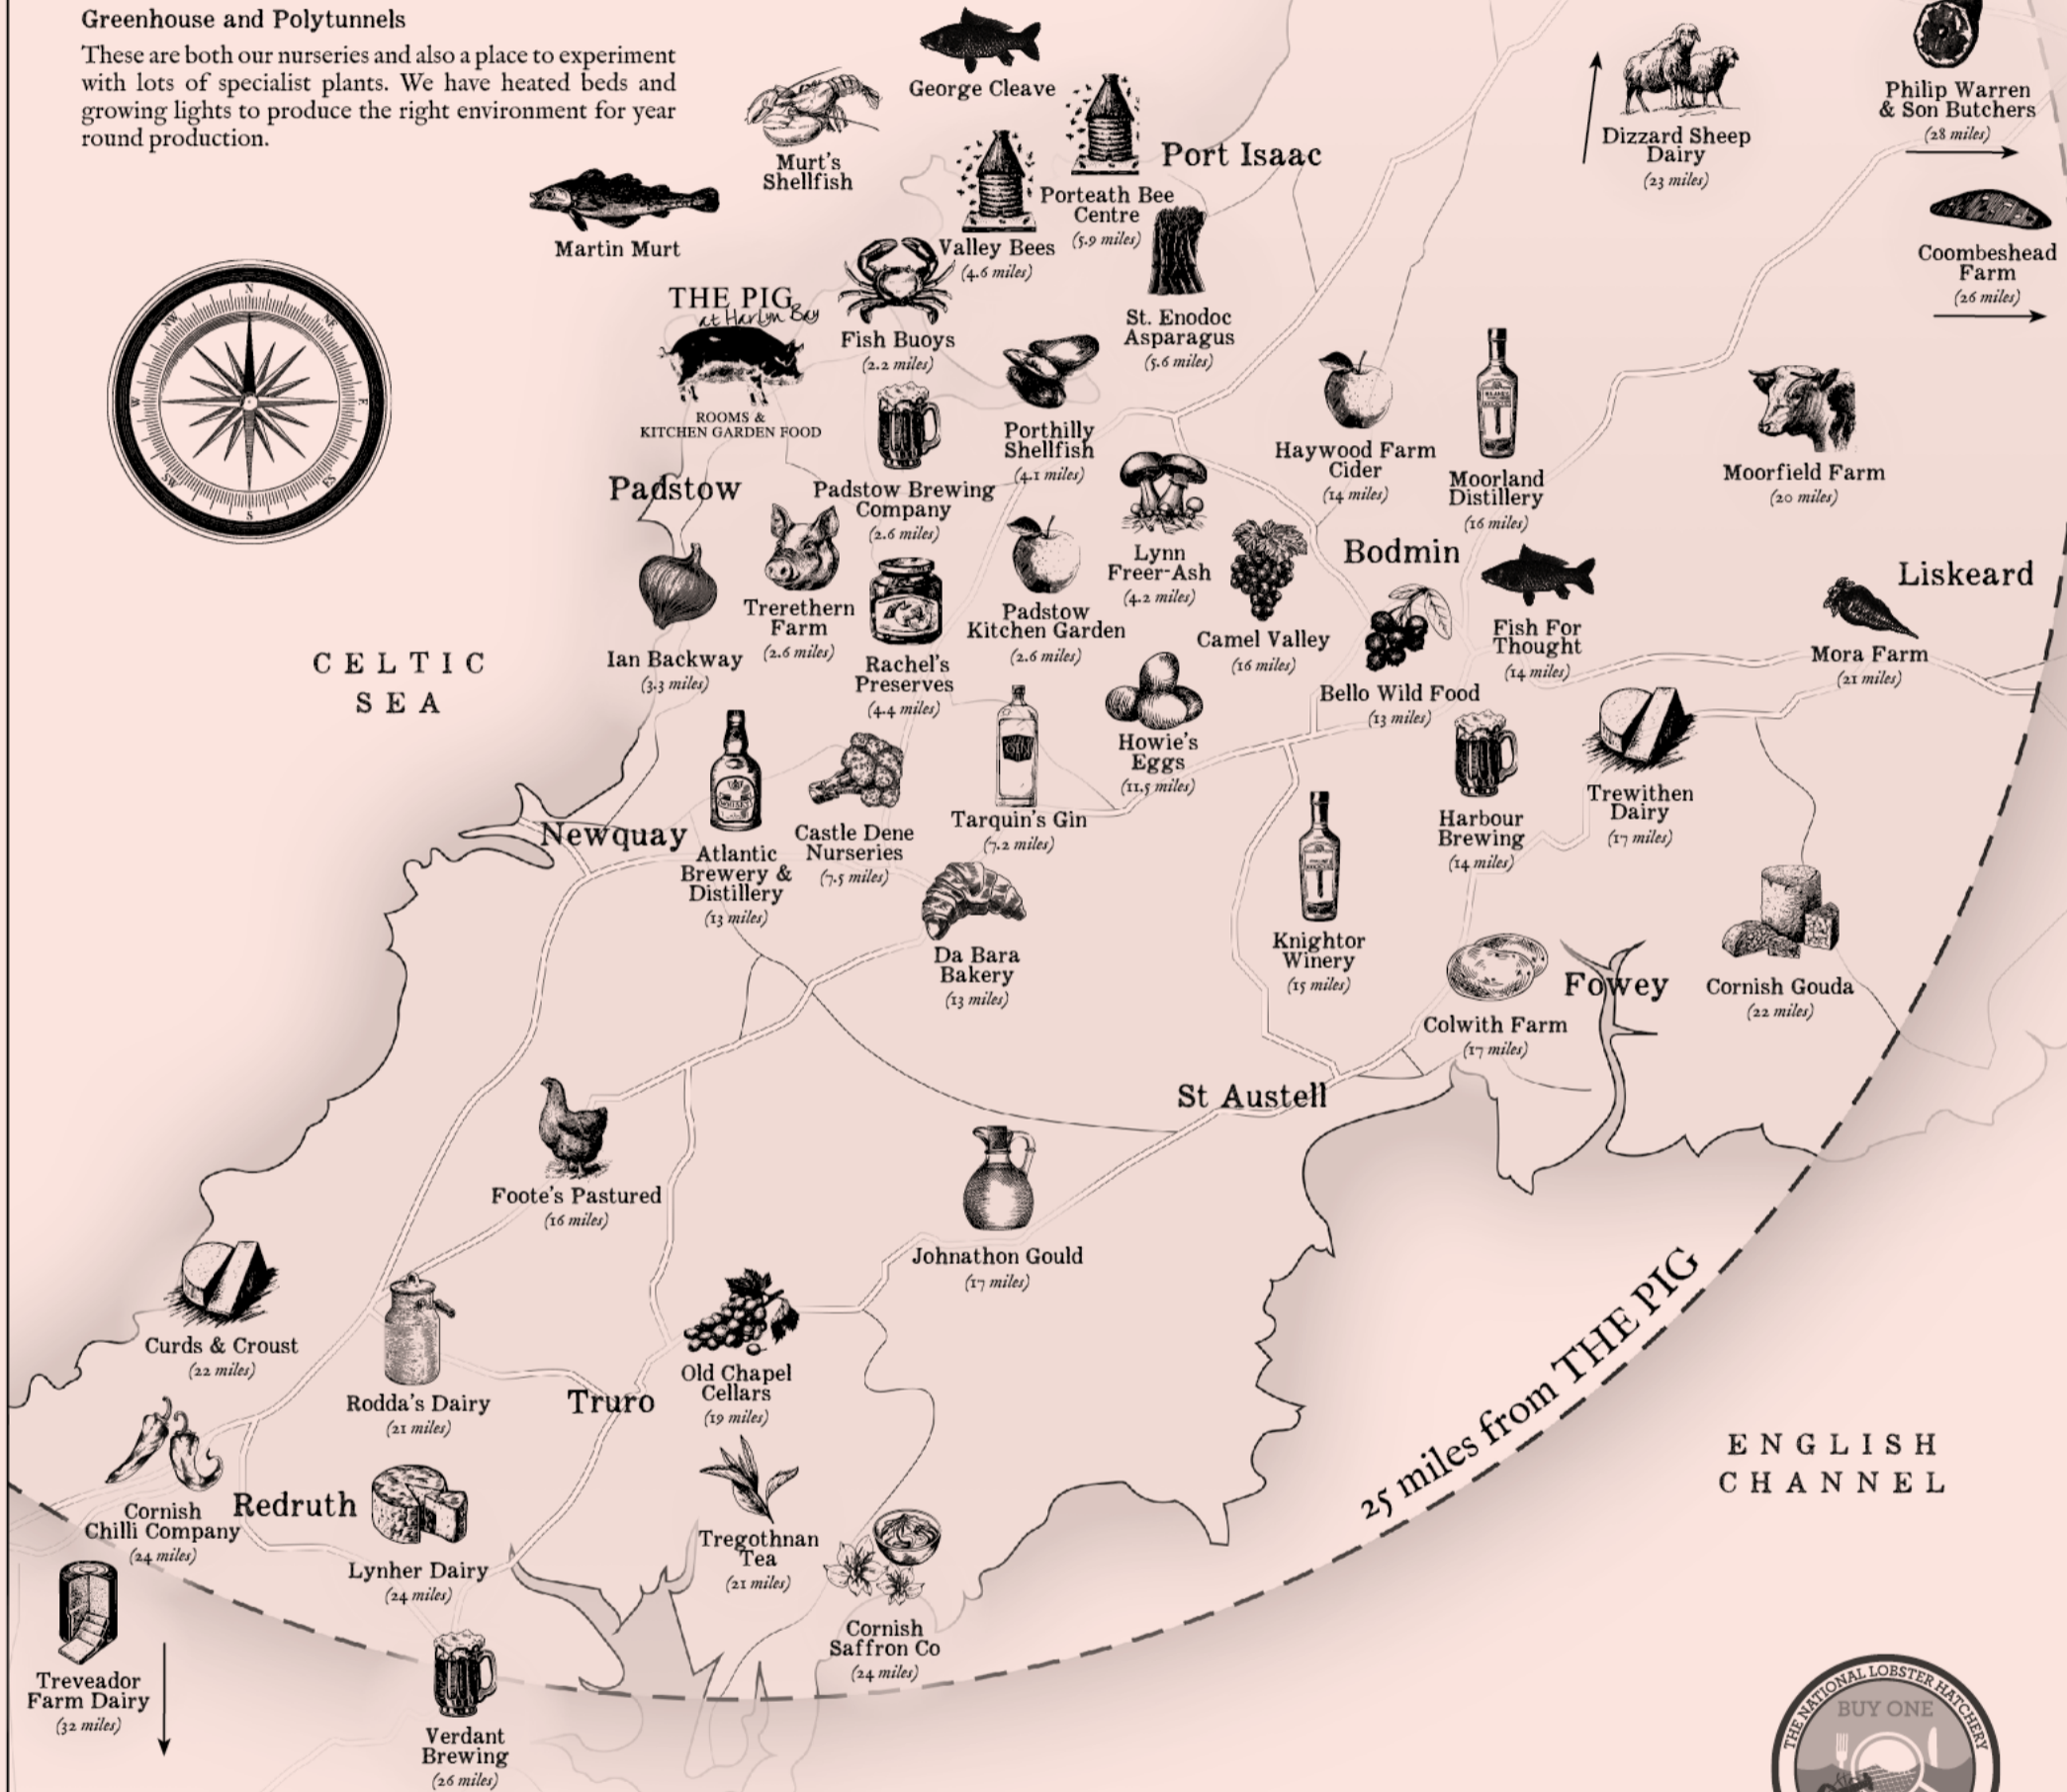 Greenhouse and Polytunnels
These are both our nurseries and also a place to experiment
with lots of specialist plants. We have heated beds and
growing lights to produce the right environment for year
round production.
George Cleave
Murt's
Shellfish
Martin Murt
Porteath Bee
Centre
(5.9 miles)
Port Isaac
Valley Bees
(4.6 miles)
Dizzard Sheep
Dairy
(23 miles)
Philip Warren
& Son Butchers
(28 miles)
Coombeshead
Farm
(26 miles)
N
NE
E
ES
S
SW
W
NW
THE PIG
at Harlyn Bay
ROOMS &
KITCHEN GARDEN FOOD
Fish Buoys
(2.2 miles)
St. Enodoc
Asparagus
(5.6 miles)
Padstow
Padstow Brewing
Company
(2.6 miles)
Porthilly
Shellfish
(4.1 miles)
Haywood Farm
Cider
(14 miles)
Moorland
Distillery
(16 miles)
Moorfield Farm
(20 miles)
Lynn
Freer-Ash
(4.2 miles)
Bodmin
Liskeard
CELTIC
SEA
Ian Backway
(3.3 miles)
Trerethern
Farm
(2.6 miles)
Rachel's
Preserves
(4.4 miles)
Padstow
Kitchen Garden
(2.6 miles)
Camel Valley
(16 miles)
Bello Wild Food
(13 miles)
Fish For
Thought
(14 miles)
Mora Farm
(21 miles)
Howie's
Eggs
(11.5 miles)
GIN
Tarquin's Gin
(7.2 miles)
Newquay
WHISKY
Atlantic
Brewery &
Distillery
(13 miles)
Castle Dene
Nurseries
(7.5 miles)
Harbour
Brewing
(14 miles)
Trewithen
Dairy
(17 miles)
Da Bara
Bakery
(13 miles)
Knightor
Winery
(15 miles)
Colwith Farm
(17 miles)
Fowey
Cornish Gouda
(22 miles)
St Austell
Foote's Pastured
(16 miles)
Johnathon Gould
(17 miles)
Curds & Croust
(22 miles)
Rodda's Dairy
(21 miles)
Truro
Old Chapel
Cellars
(19 miles)
25 miles from THE PIG
ENGLISH
CHANNEL
Cornish
Chilli Company
(24 miles)
Redruth
Lynher Dairy
(24 miles)
Tregothnan
Tea
(21 miles)
Cornish
Saffron Co
(24 miles)
Treveador
Farm Dairy
(32 miles)
Verdant
Brewing
(26 miles)
THE NATIONAL LOBSTER HATCHERY
BUY ONE